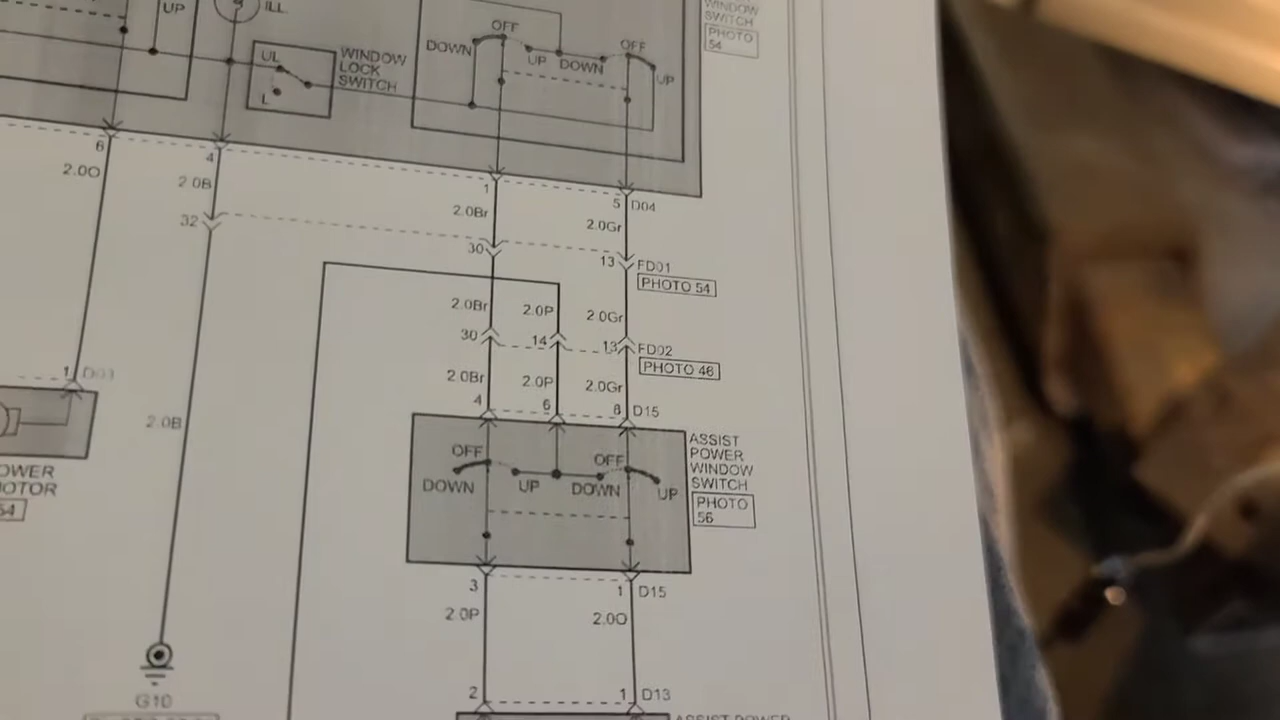 UP
ILL
WINDOW
SWITCH
PHOTO
54
OFF
DOWN
UP
DOWN
OFF
UP
UL
L
WINDOW
LOCK
SWITCH
6
4
1
5
D04
2.0O
2.0B
2.0Br
2.0Gr
32
30
13
FD01
PHOTO 54
2.0Br
2.0P
2.0Gr
30
14
13
FD02
PHOTO 46
2.0Br
2.0P
2.0Gr
1
D03
4
6
8
D15
2.0B
OFF
DOWN
UP
OFF
DOWN
UP
ASSIST
POWER
WINDOW
SWITCH
PHOTO
56
OWER
OTOR
54
3
1
D15
2.0P
2.0O
2
1
D13
G10
ASSIST POWER